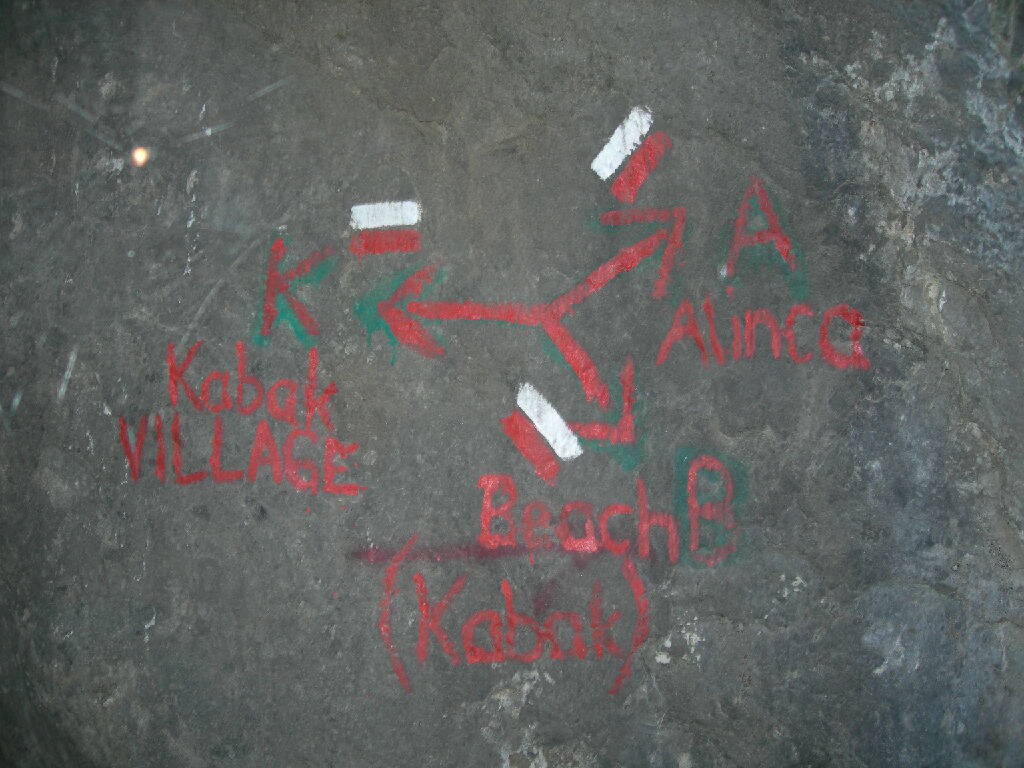 A
Alinca
K
Kabak
VILLAGE
Beach B
(Kabak)